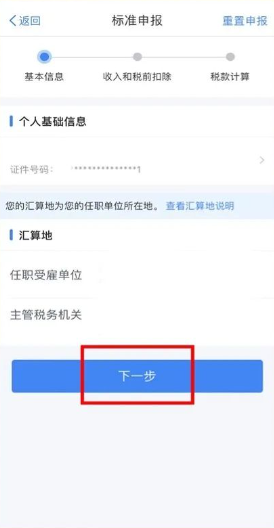 返回 标准申报 重置申报
基本信息 收入和税前扣除 税款计算
个人基础信息
证件号码： **************1
您的汇算地为您的任职单位所在地。 查看汇算地说明
汇算地
任职受雇单位
主管税务机关
下一步